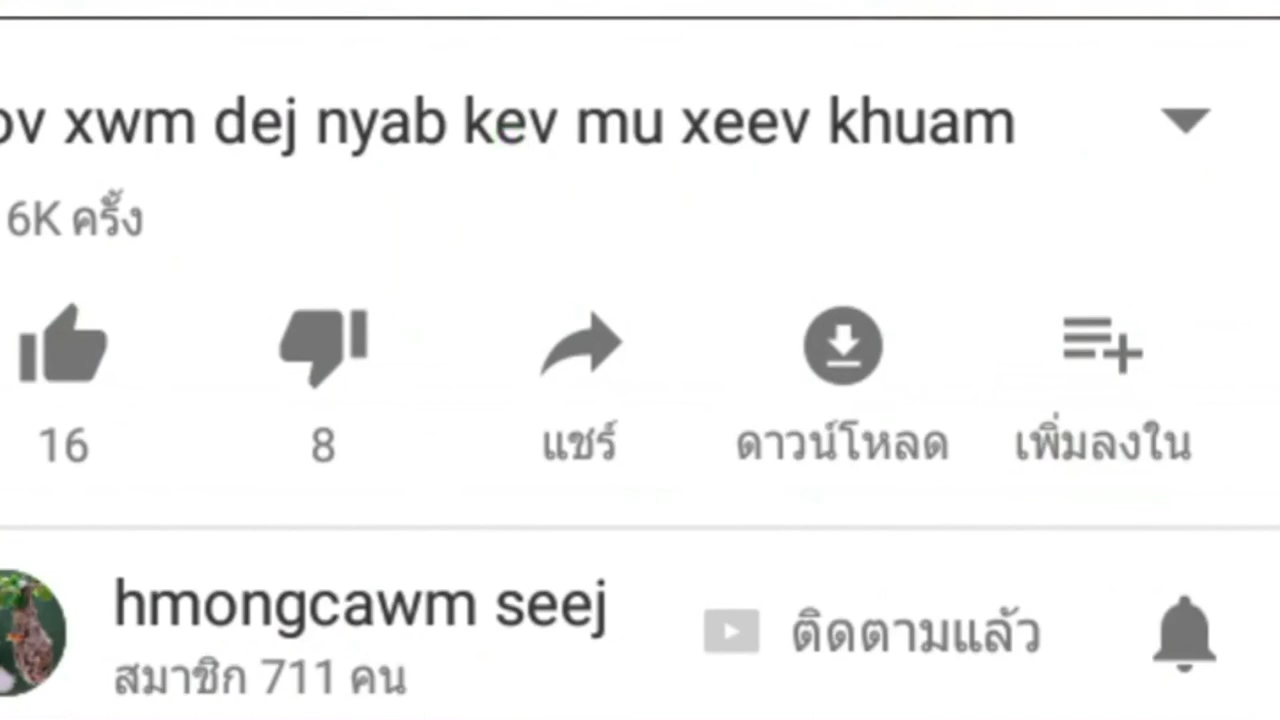 xwm dej nyab kev mu xeev khuam
6K ครั้ง
16 8 แชร์ ดาวน์โหลด เพิ่มลงใน
hmongcawm seej
ติดตามแล้ว
สมาชิก 711 คน